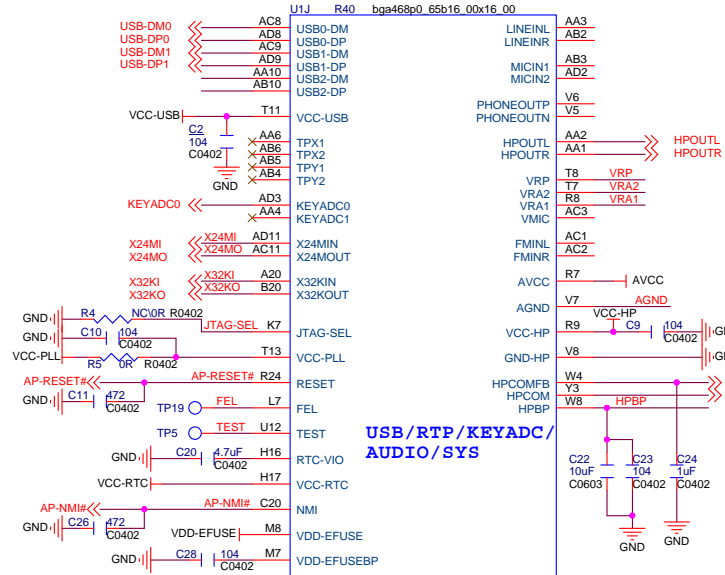 U1J R40 bga468p_65b16_00x16_00
USB-DM0 AC8 USB0-DM LINEINL AA3
USB-DP0 AD8 USB0-DP LINEINR AB2
USB-DM1 AC9 USB1-DM
USB-DP1 AD9 USB1-DP MICIN1 AB3
AA10 USB2-DM MICIN2 AD2
AB10 USB2-DP
PHONEOUTP V6
VCC-USB T11 VCC-USB PHONEOUTN V5
C2
104
C0402
GND
AA6 TPX1 HPOUTL AA2 HPOUTL
AB6 TPX2 HPOUTR AA1 HPOUTR
AB5 TPY1
AB4 TPY2 VRP T8 VRP
VRA2 T7 VRA2
KEYADC0 AD3 KEYADC0 VRA1 R8 VRA1
AA4 KEYADC1 VMIC AC3
X24MI X24MI AD11 X24MIN FMINL AC1
X24MO X24MO AC11 X24MOUT FMINR AC2
X32KI X32KI A20 X32KIN AVCC R7 AVCC
X32KO X32KO B20 X32KOUT
AGND V7 AGND
GND R4 NC\0R R0402 VCC-HP
GND C10 104 C0402 JTAG-SEL K7 JTAG-SEL VCC-HP R9 C9 104 C0402
VCC-PLL R5 0R R0402 T13 VCC-PLL GND-HP V8
AP-RESET# AP-RESET# R24 RESET HPCOMFB W4
GND C11 472 C0402 HPCOM Y3
TP19 FEL L7 FEL HPBP W8 HPBP
TP5 TEST U12 TEST
USB/RTP/KEYADC/
AUDIO/SYS
GND C20 4.7uF C0402 H16 RTC-VIO
C22 C23 C24
10uF 104 1uF
C0603 C0402 C0402
VCC-RTC H17 VCC-RTC
AP-NMI# AP-NMI# C20 NMI
GND C26 472 C0402
VDD-EFUSE M8 VDD-EFUSE
GND GND
GND C28 104 C0402 M7 VDD-EFUSEBP